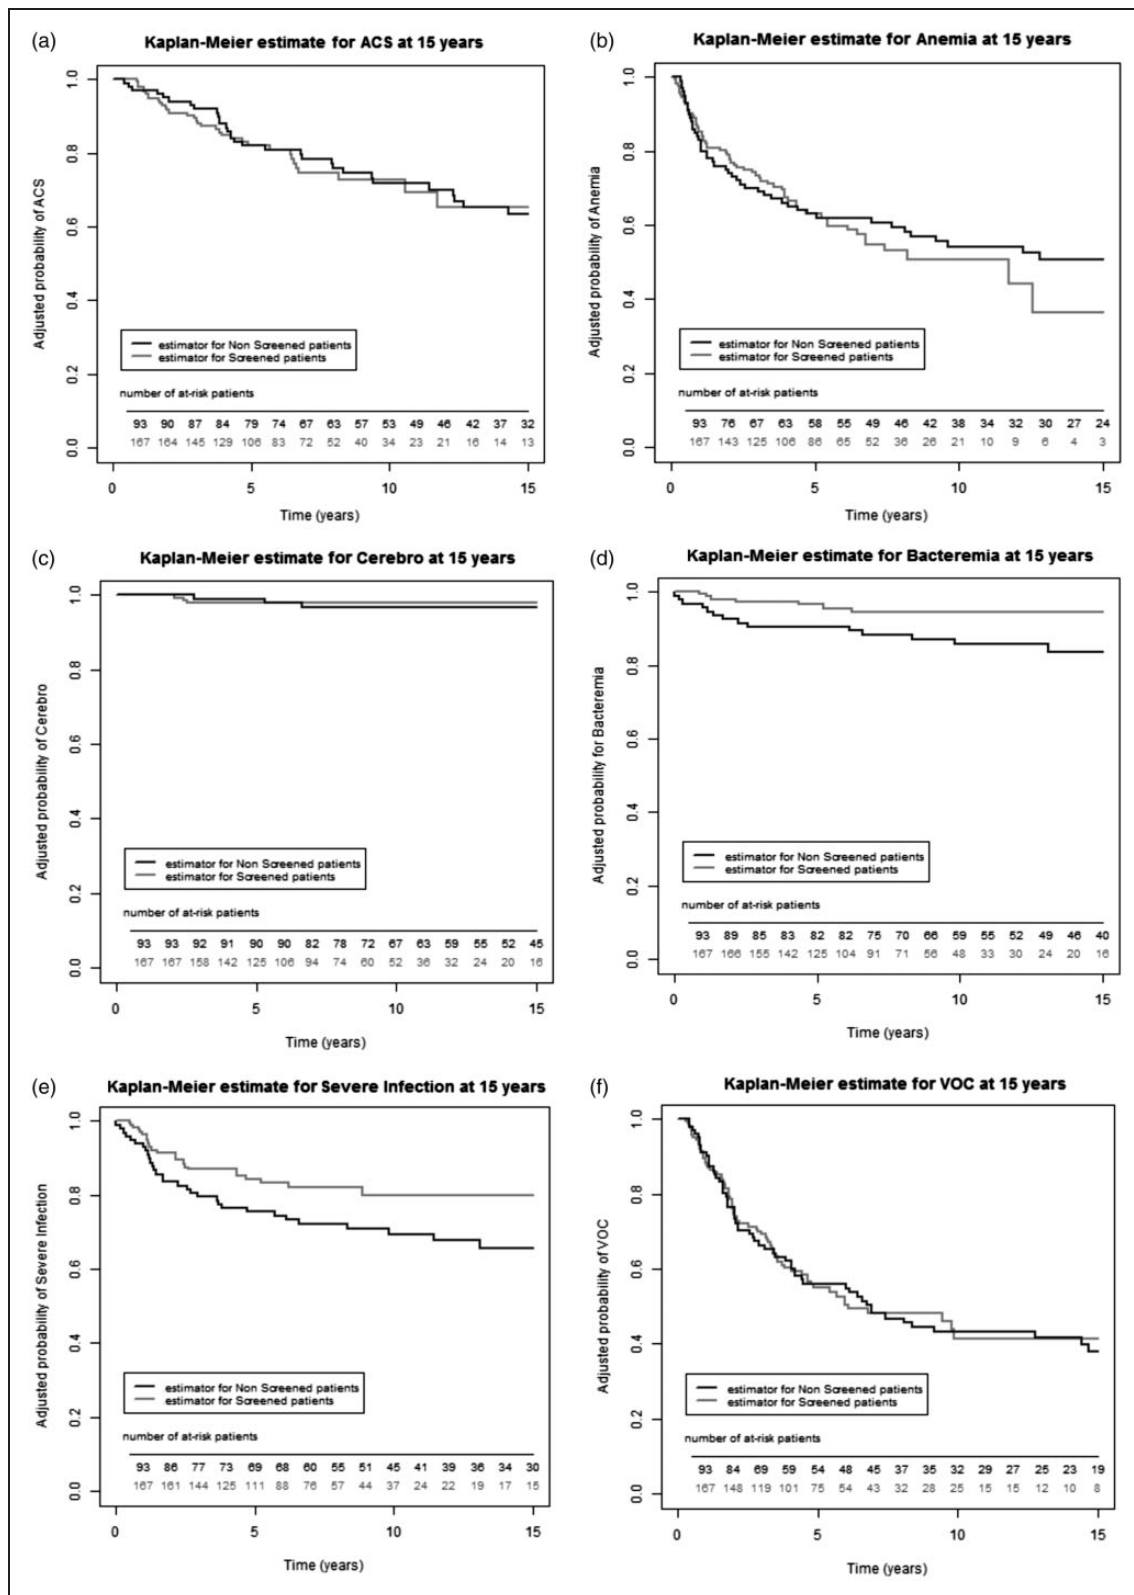 (a)
Kaplan-Meier estimate for ACS at 15 years
Adjusted probability of ACS
1.0
0.8
0.6
0.4
0.2
0.0
estimator for Non Screened patients
estimator for Screened patients
number of at-risk patients
93 90 87 84 79 74 67 63 57 53 49 46 42 37 32
167 164 145 129 106 83 72 52 40 34 23 21 16 14 13
0 5 10 15
Time (years)
(b)
Kaplan-Meier estimate for Anemia at 15 years
Adjusted probability of Anemia
1.0
0.8
0.6
0.4
0.2
0.0
estimator for Non Screened patients
estimator for Screened patients
number of at-risk patients
93 76 67 63 58 55 49 46 42 38 34 32 30 27 24
167 143 125 106 86 65 52 36 26 21 10 9 6 4 3
0 5 10 15
Time (years)
(c)
Kaplan-Meier estimate for Cerebro at 15 years
Adjusted probability of Cerebro
1.0
0.8
0.6
0.4
0.2
0.0
estimator for Non Screened patients
estimator for Screened patients
number of at-risk patients
93 93 92 91 90 90 82 78 72 67 63 59 55 52 45
167 167 158 142 125 106 94 74 60 52 36 32 24 20 16
0 5 10 15
Time (years)
(d)
Kaplan-Meier estimate for Bacteremia at 15 years
Adjusted probability for Bacteremia
1.0
0.8
0.6
0.4
0.2
0.0
estimator for Non Screened patients
estimator for Screened patients
number of at-risk patients
93 89 85 83 82 82 75 70 66 59 55 52 49 46 40
167 166 155 142 125 104 91 71 56 48 33 30 24 20 16
0 5 10 15
Time (years)
(e)
Kaplan-Meier estimate for Severe Infection at 15 years
Adjusted probability of Severe Infection
1.0
0.8
0.6
0.4
0.2
0.0
estimator for Non Screened patients
estimator for Screened patients
number of at-risk patients
93 86 77 73 69 68 60 55 51 45 41 39 36 34 30
167 161 144 125 111 88 76 57 44 37 24 22 19 17 15
0 5 10 15
Time (years)
(f)
Kaplan-Meier estimate for VOC at 15 years
Adjusted probability of VOC
1.0
0.8
0.6
0.4
0.2
0.0
estimator for Non Screened patients
estimator for Screened patients
number of at-risk patients
93 84 69 59 54 48 45 37 35 32 29 27 25 23 19
167 148 119 101 75 54 43 32 28 25 15 15 12 10 8
0 5 10 15
Time (years)